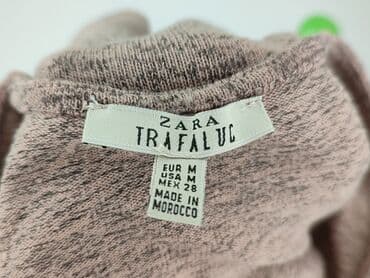 ZARA
TRAFALUC
EUR M
USA M
MEX 28
MADE IN
MOROCCO